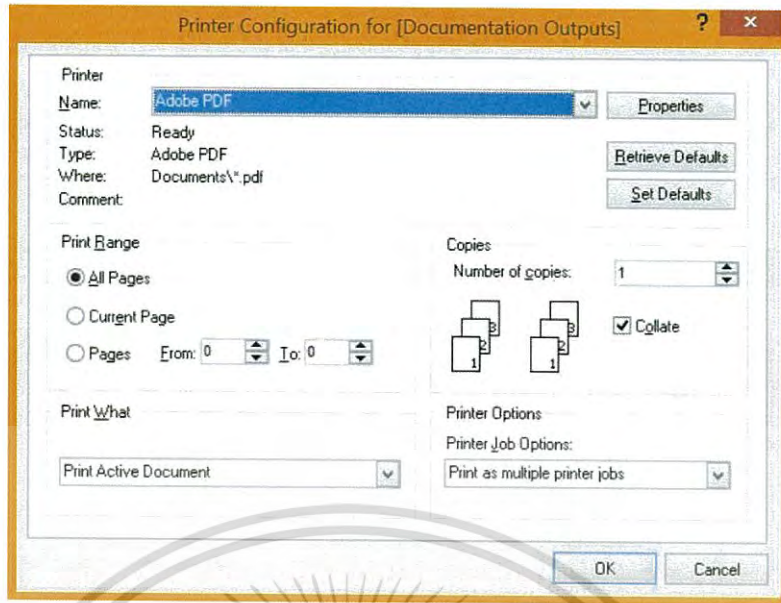 Printer Configuration for [Documentation Outputs] ? ×
Printer
Name: Adobe PDF Properties
Status: Ready
Type: Adobe PDF Retrieve Defaults
Where: Documents\*.pdf
Comment: Set Defaults
Print Range Copies
All Pages Number of copies: 1
Current Page Collate
Pages From: 0 To: 0
1 2 3 1 2 3
Print What Printer Options
Printer Job Options:
Print Active Document Print as multiple printer jobs
OK Cancel